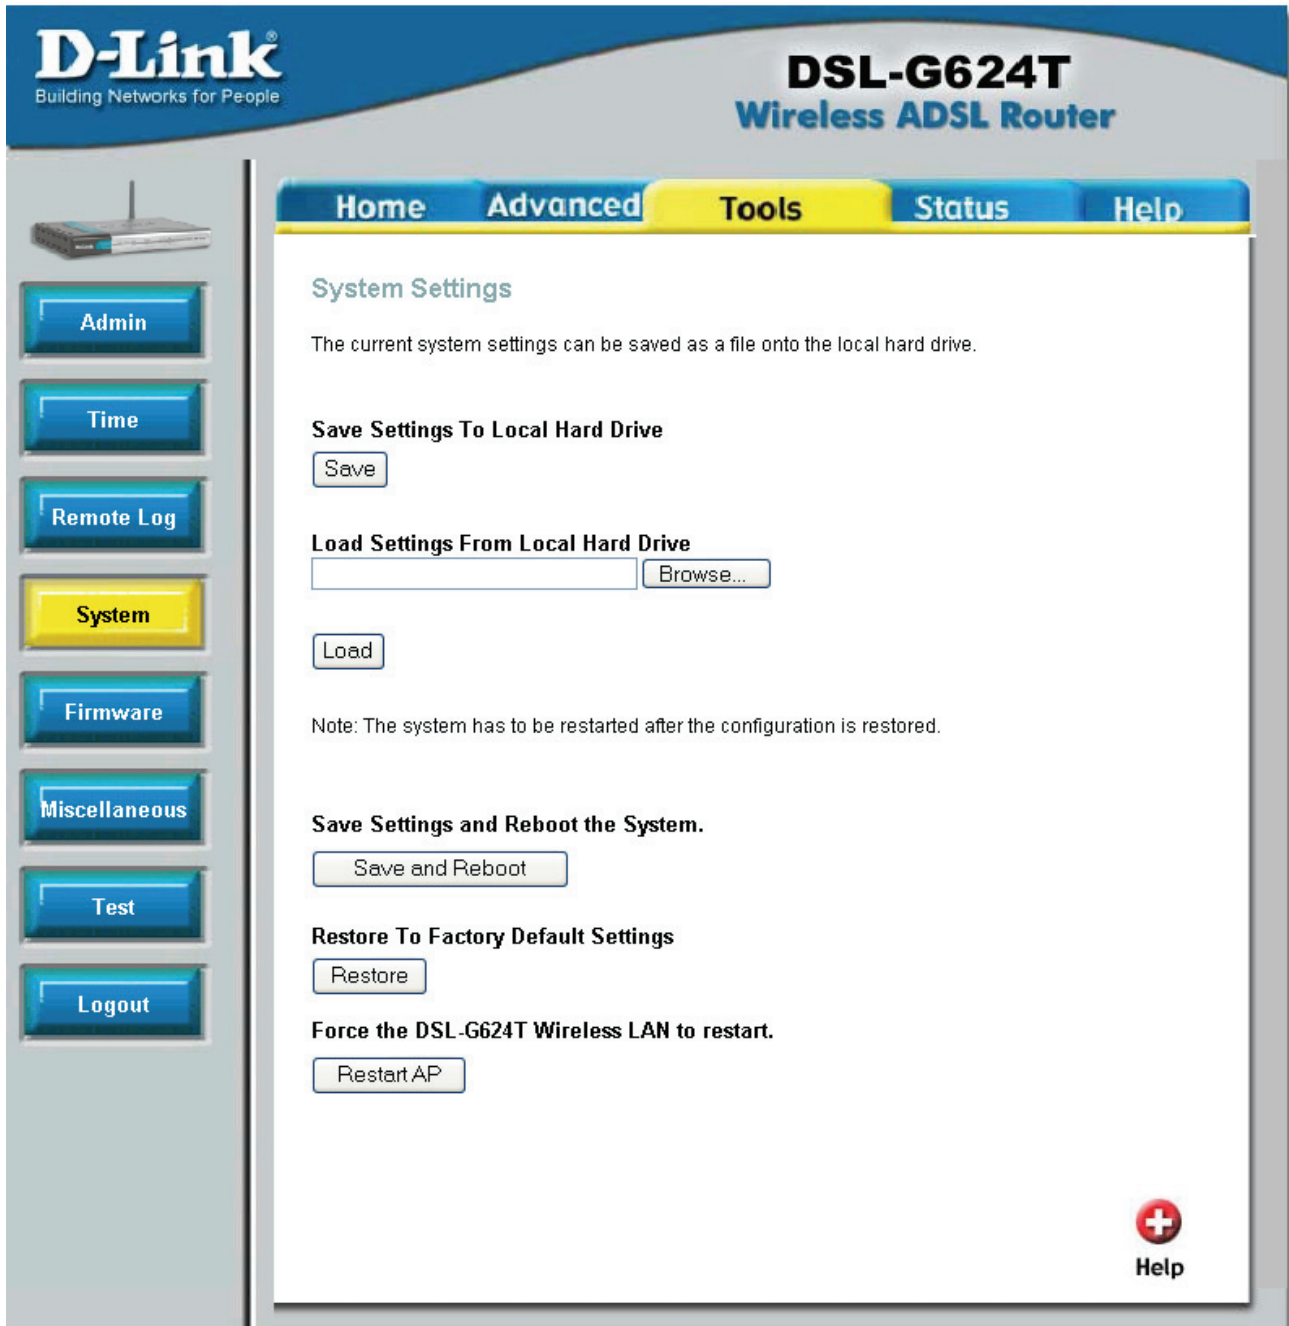 D-Link®
Building Networks for People
DSL-G624T
Wireless ADSL Router
Home Advanced Tools Status Help
Admin
Time
Remote Log
System
Firmware
Miscellaneous
Test
Logout
System Settings
The current system settings can be saved as a file onto the local hard drive.
Save Settings To Local Hard Drive
Save
Load Settings From Local Hard Drive
Browse...
Load
Note: The system has to be restarted after the configuration is restored.
Save Settings and Reboot the System.
Save and Reboot
Restore To Factory Default Settings
Restore
Force the DSL-G624T Wireless LAN to restart.
Restart AP
Help